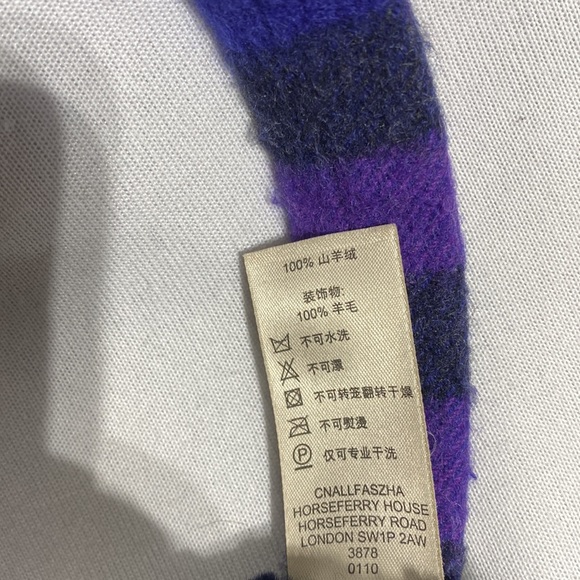 100% 山羊绒
装饰物:
100% 羊毛
不可水洗
不可漂
不可转笼翻转干燥
不可熨烫
P 仅可专业干洗
CNALLFASZHA
HORSEFERRY HOUSE
HORSEFERRY ROAD
LONDON SW1P 2AW
3878
0110